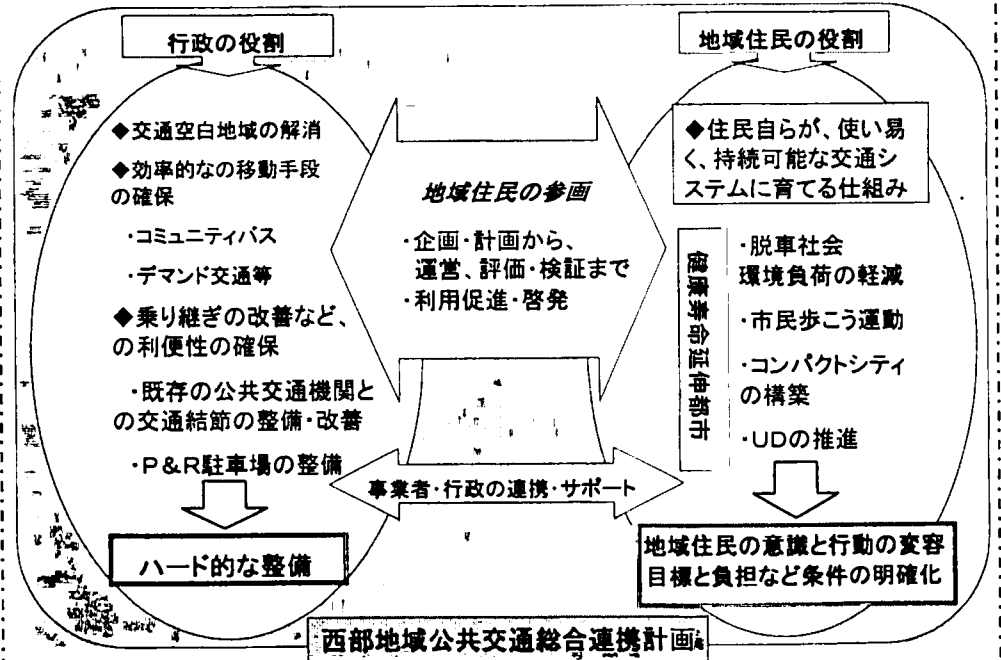 行政の役割
◆交通空白地域の解消
◆効率的なの移動手段
の確保
・コミュニティバス
・デマンド交通等
◆乗り継ぎの改善など、
の利便性の確保
・既存の公共交通機関と
の交通結節の整備・改善
・P&R駐車場の整備
ハード的な整備
地域住民の参画
・企画・計画から、
運営、評価・検証まで
・利用促進・啓発
事業者・行政の連携・サポート
地域住民の役割
◆住民自らが、使い易
く、持続可能な交通シ
ステムに育てる仕組み
健康寿命延伸都市
・脱車社会
環境負荷の軽減
・市民歩こう運動
・コンパクトシティ
の構築
・UDの推進
地域住民の意識と行動の変容
目標と負担など条件の明確化
西部地域公共交通総合連携計画